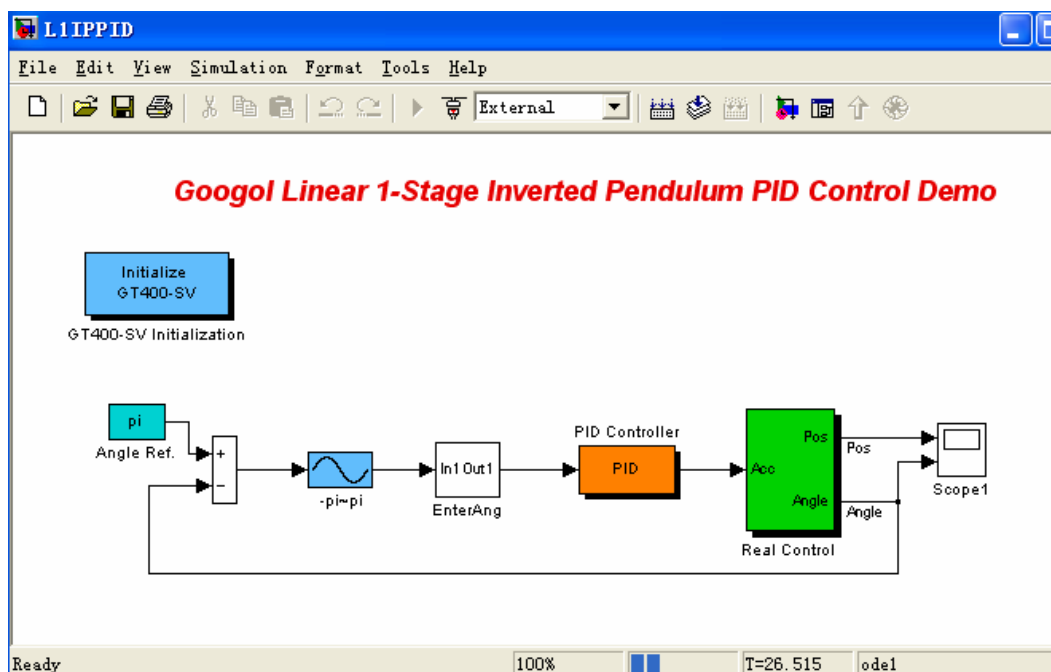 L1IPPID
File Edit View Simulation Format Tools Help
External
Googol Linear 1-Stage Inverted Pendulum PID Control Demo
Initialize
GT400-SV
GT400-SV Initialization
pi
Angle Ref.
+
−
-pi~pi
In1 Out1
EnterAng
PID Controller
PID
Pos
Acc
Angle
Real Control
Pos
Angle
Scope1
Ready 100% T=26.515 ode1